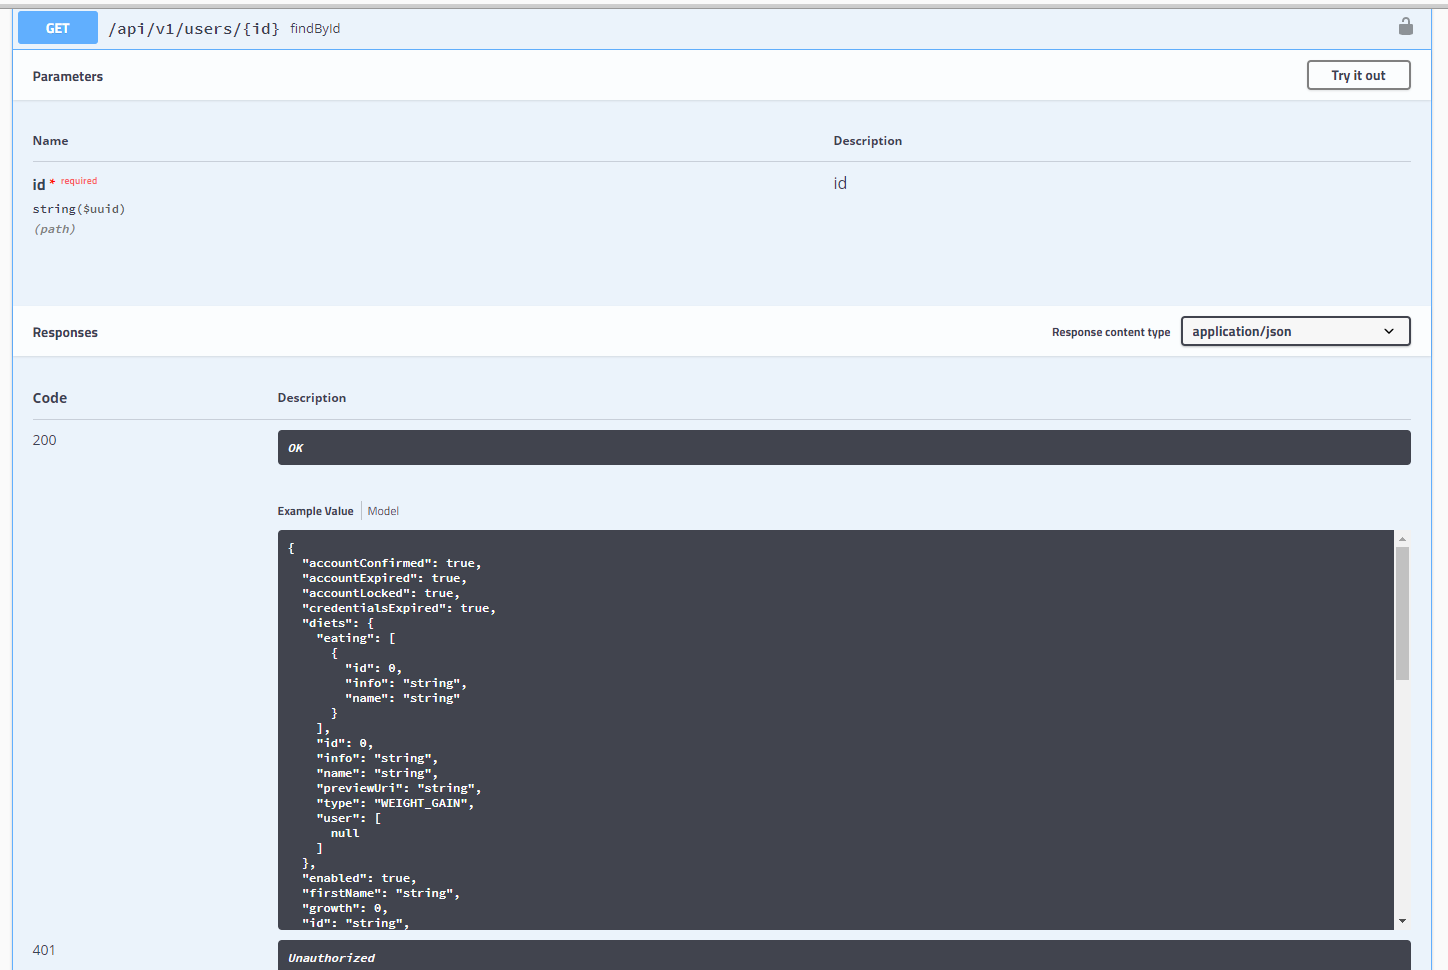 GET /api/v1/users/{id} findById
Parameters
Try it out
Name Description
id * required
id
string($uuid)
(path)
Responses
Response content type application/json
Code Description
200
OK
Example Value Model
{
"accountConfirmed": true,
"accountExpired": true,
"accountLocked": true,
"credentialsExpired": true,
"diets": {
"eating": [
{
"id": 0,
"info": "string",
"name": "string"
}
],
"id": 0,
"info": "string",
"name": "string",
"previewUri": "string",
"type": "WEIGHT_GAIN",
"user": [
null
]
},
"enabled": true,
"firstName": "string",
"growth": 0,
"id": "string",
401
Unauthorized